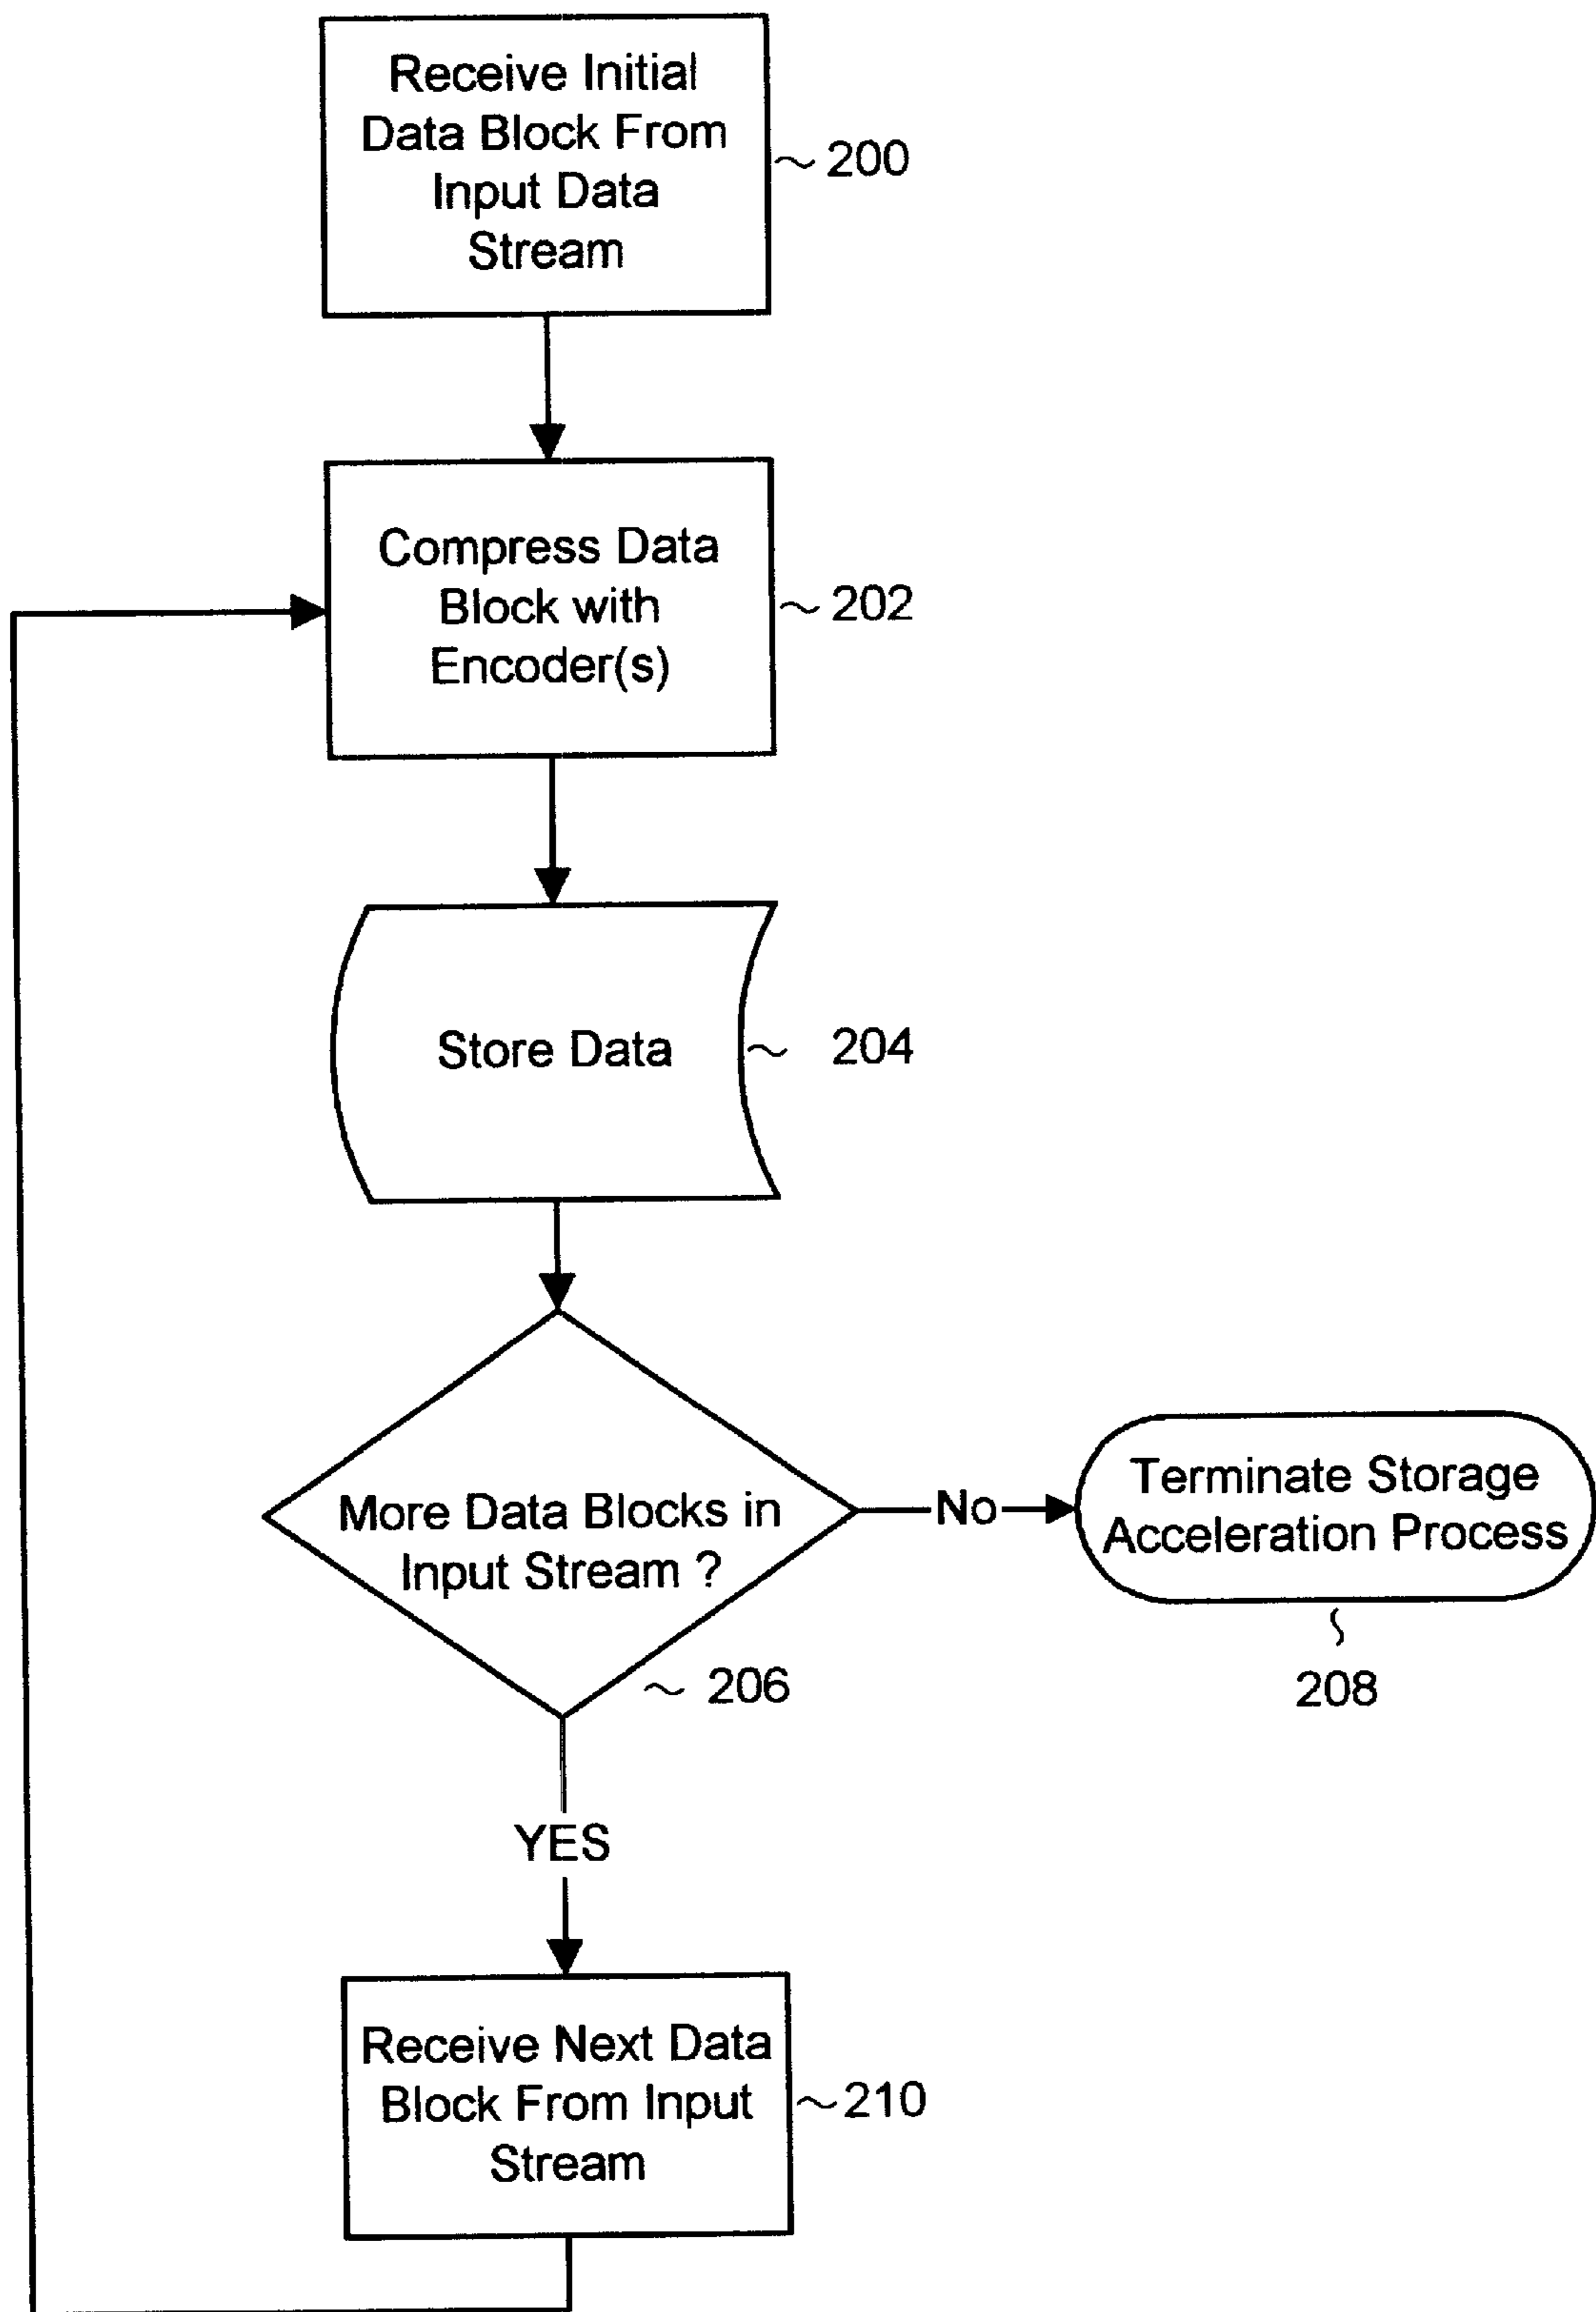 Receive Initial
Data Block From
Input Data
Stream
200
Compress Data
Block with
Encoder(s)
202
Store Data
204
More Data Blocks in
Input Stream ?
206
No
Terminate Storage
Acceleration Process
208
YES
Receive Next Data
Block From Input
Stream
210